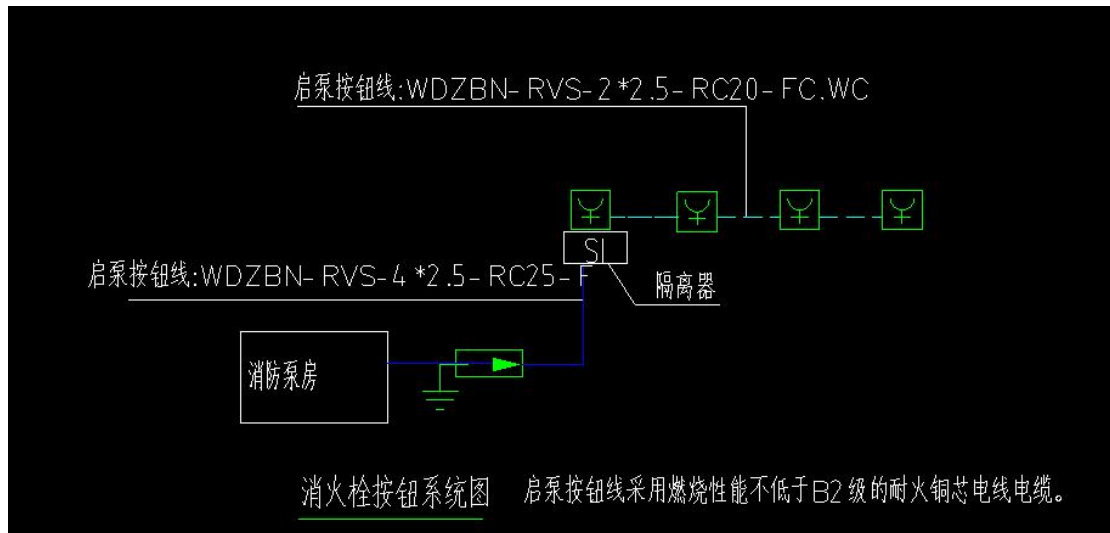 启泵按钮线:WDZBN-RVS-2*2.5-RC20-FC.WC
SI
启泵按钮线:WDZBN-RVS-4*2.5-RC25-F
隔离器
消防泵房
消火栓按钮系统图
启泵按钮线采用燃烧性能不低于B2级的耐火铜芯电线电缆。